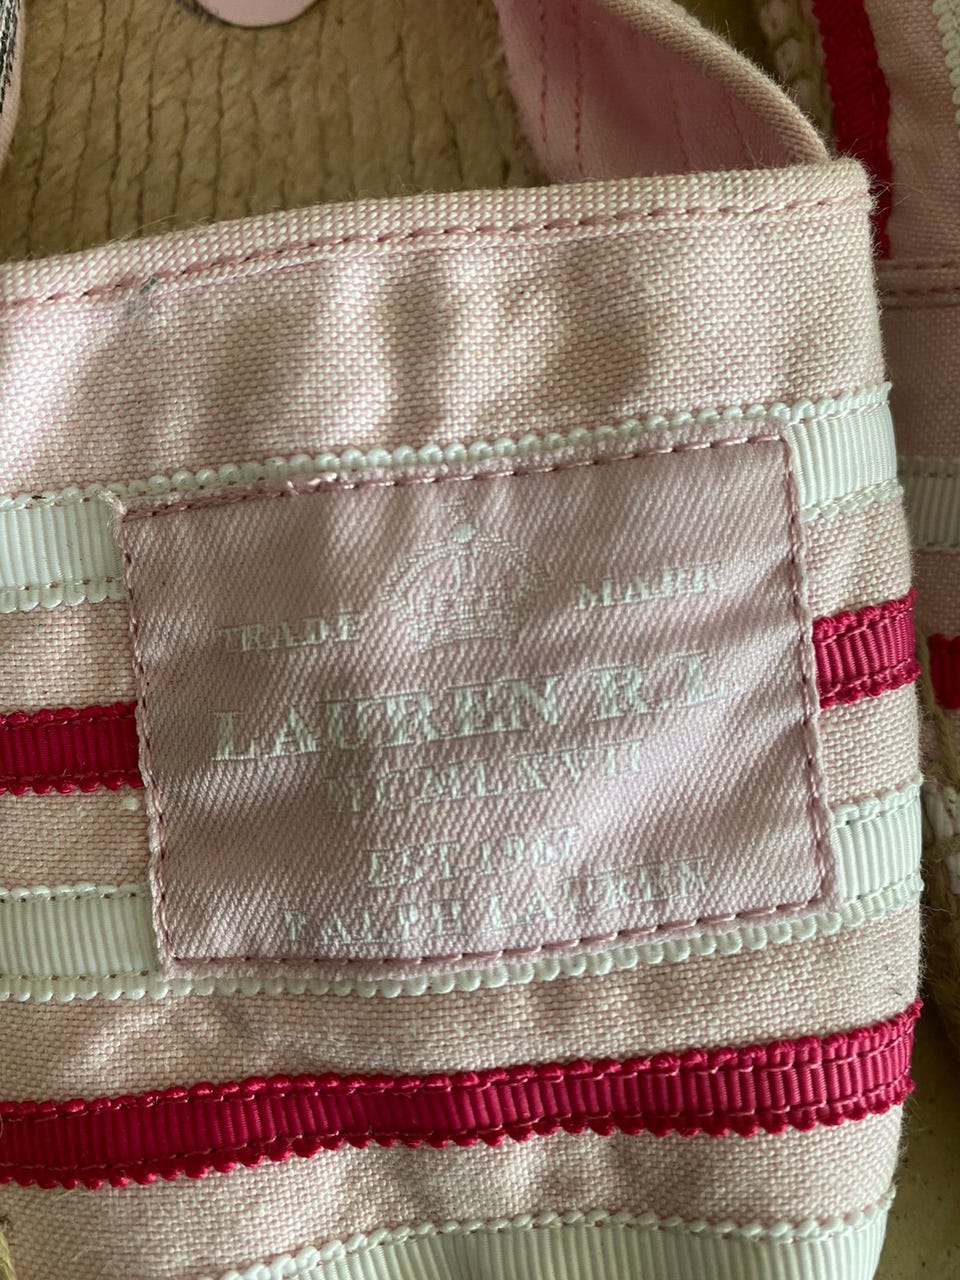 TRADE MARK
LAUREN R.L
MCMLXVII
EST. 1967
RALPH LAUREN